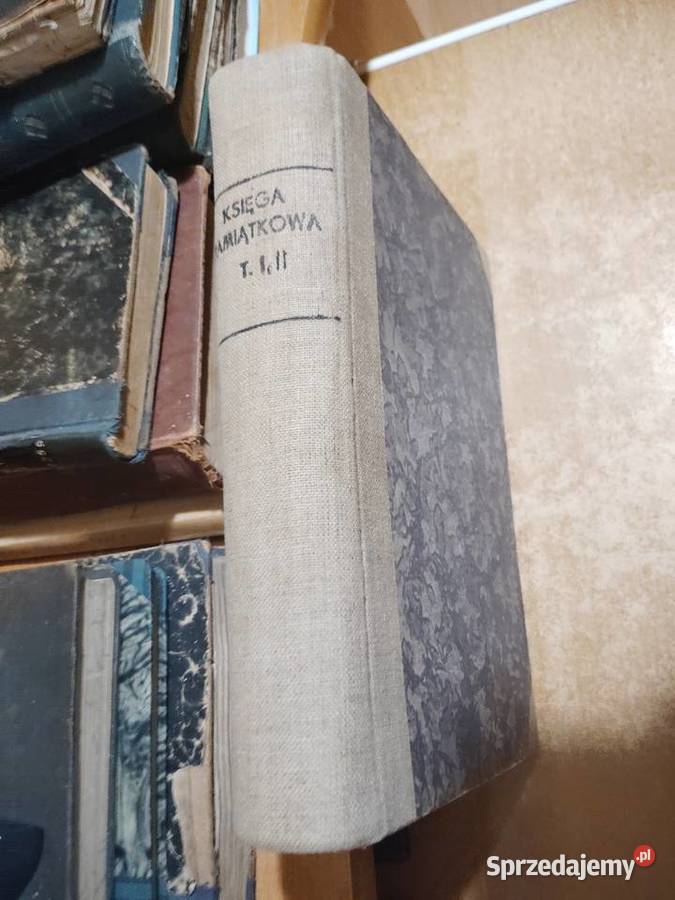 KSIĘGA
PAMIĄTKOWA
T. I, II
Sprzedajemy.pl